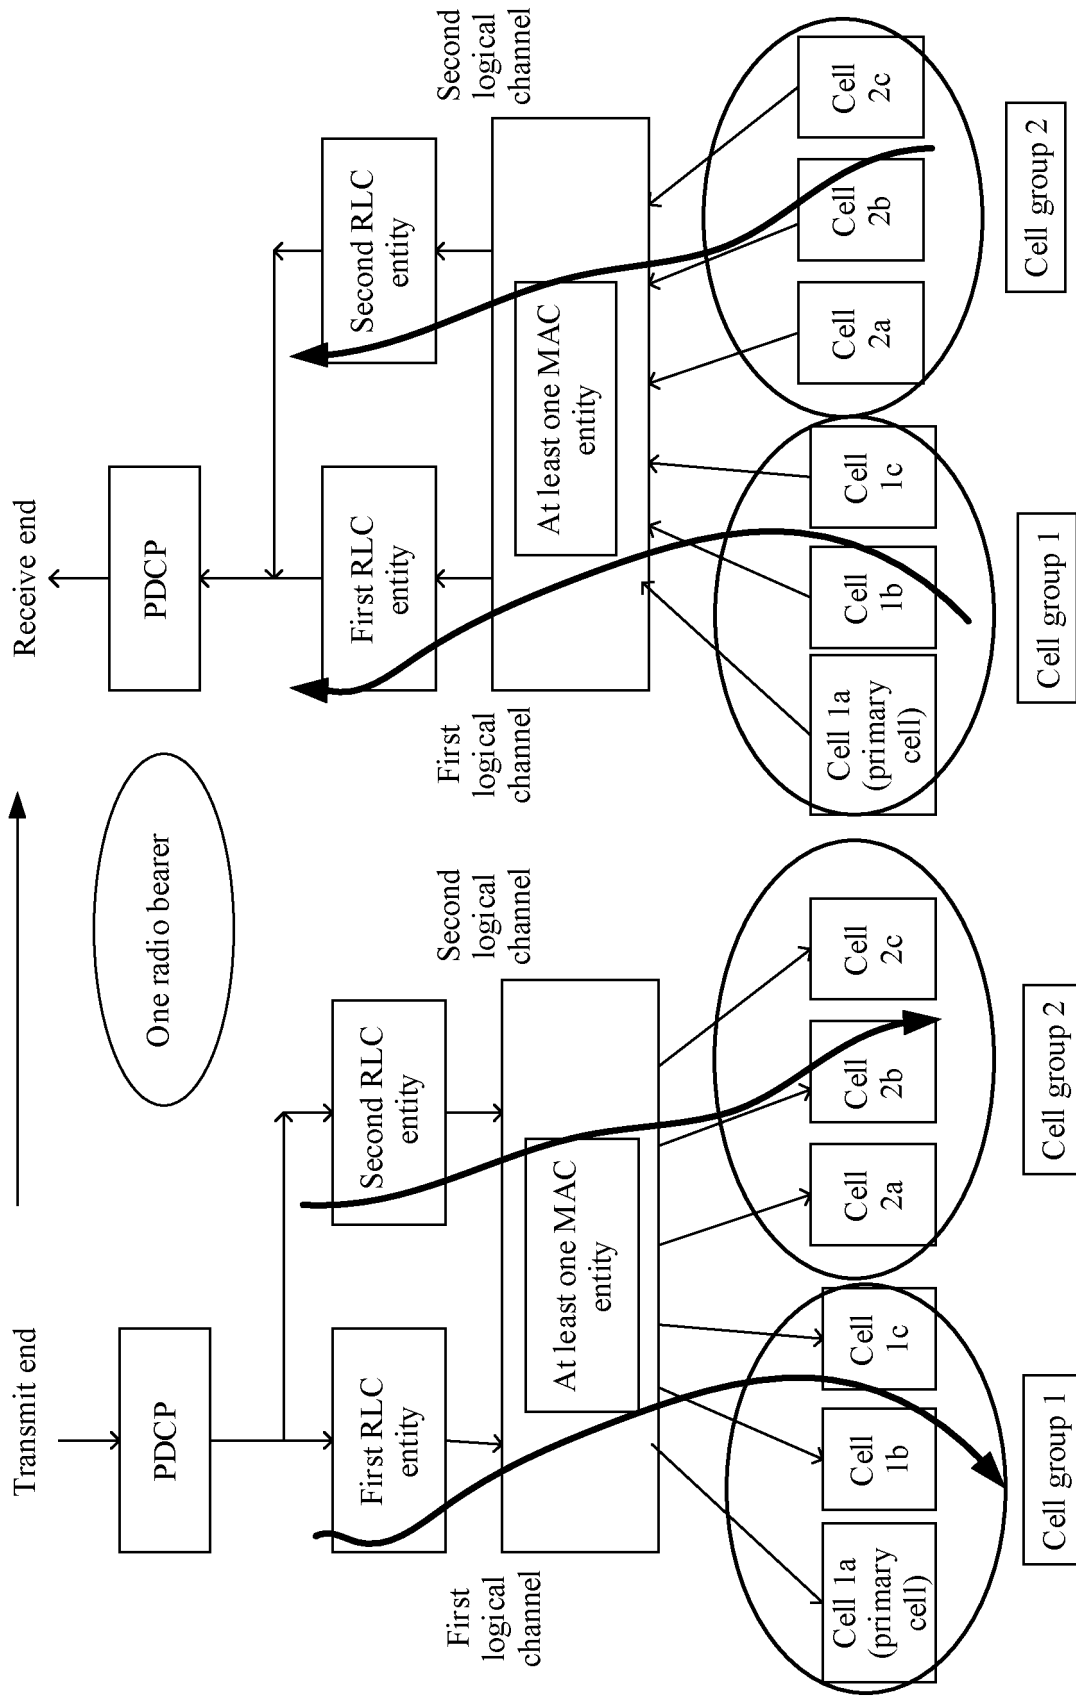 Transmit end
Receive end
One radio bearer
PDCP
First RLC
entity
Second RLC
entity
First
logical
channel
Second
logical
channel
At least one MAC
entity
Cell 1a
(primary
cell)
Cell
1b
Cell
1c
Cell
2a
Cell
2b
Cell
2c
Cell group 1
Cell group 2
PDCP
First RLC
entity
Second RLC
entity
First
logical
channel
Second
logical
channel
At least one MAC
entity
Cell 1a
(primary
cell)
Cell
1b
Cell
1c
Cell
2a
Cell
2b
Cell
2c
Cell group 1
Cell group 2